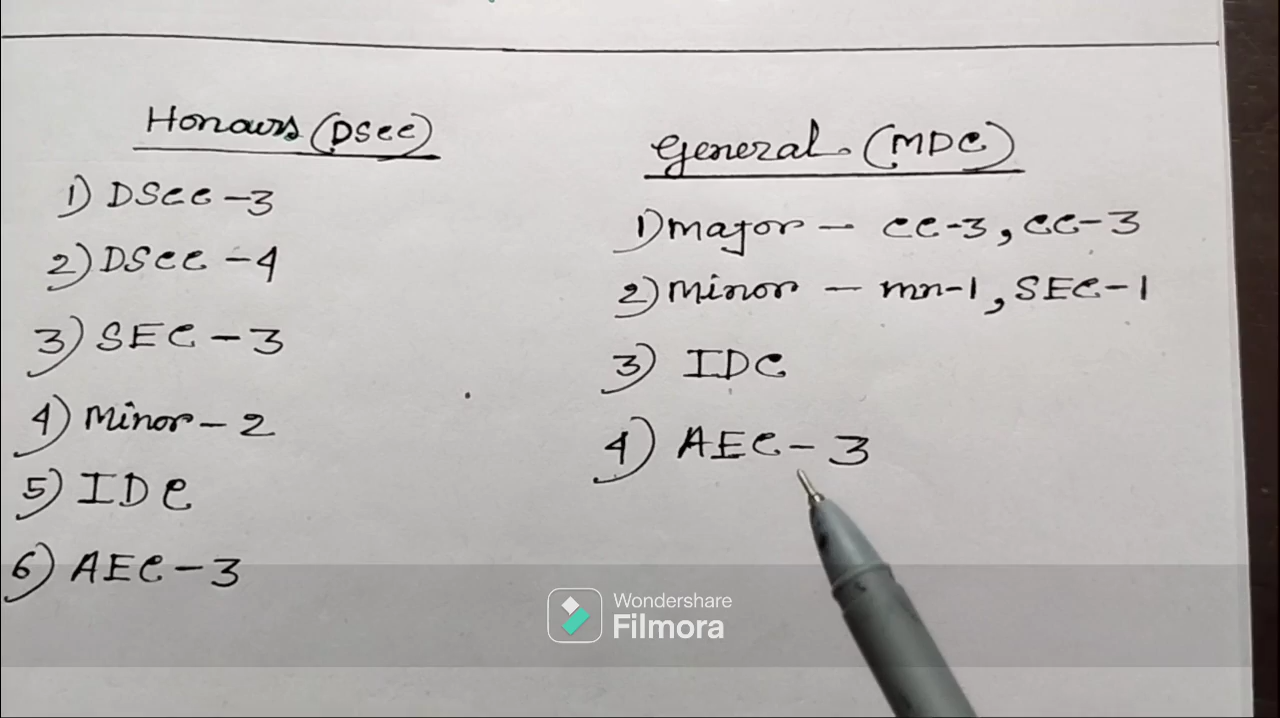 Honours (DSCC)
1) DSCC - 3
2) DSCC - 4
3) SEC - 3
4) Minor - 2
5) IDC
6) AEC - 3
General (MDC)
1) major - CC-3, CC-3
2) Minor - mn-1, SEC-1
3) IDC
4) AEC - 3
Wondershare
Filmora